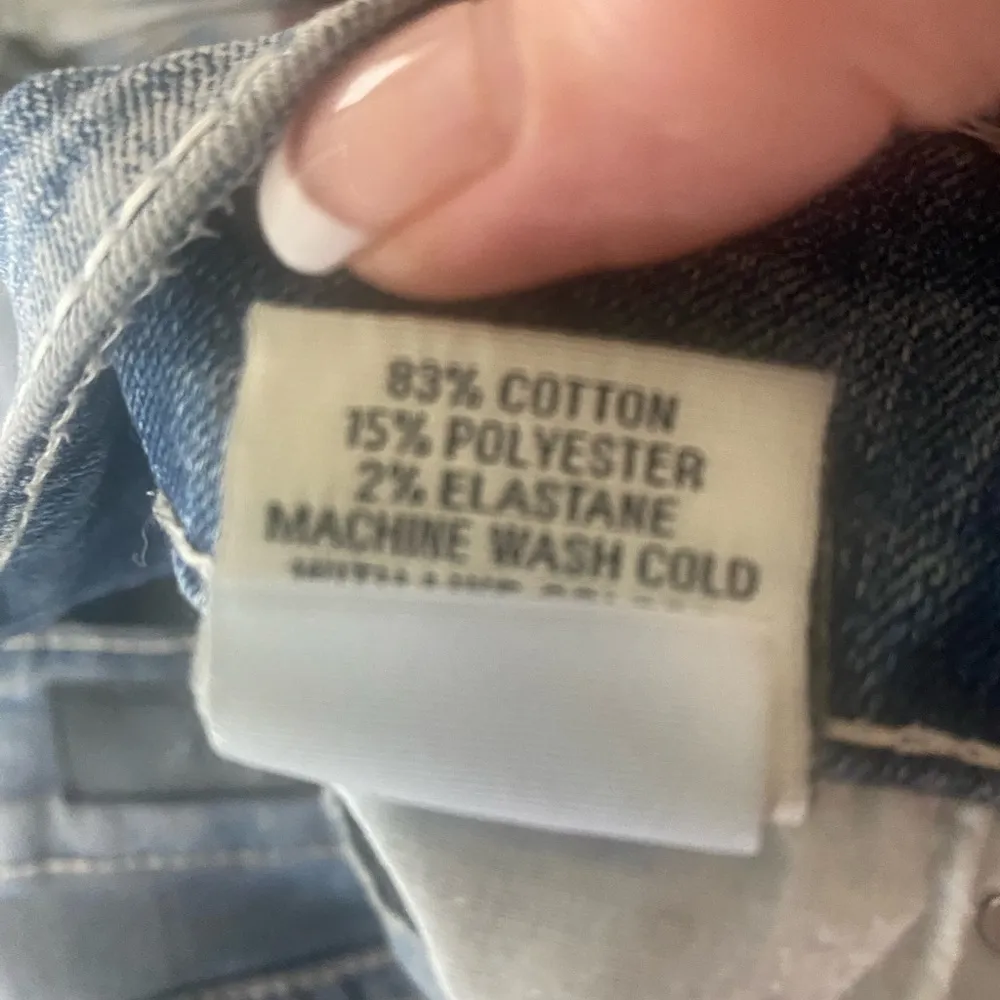 83% COTTON
15% POLYESTER
2% ELASTANE
MACHINE WASH COLD